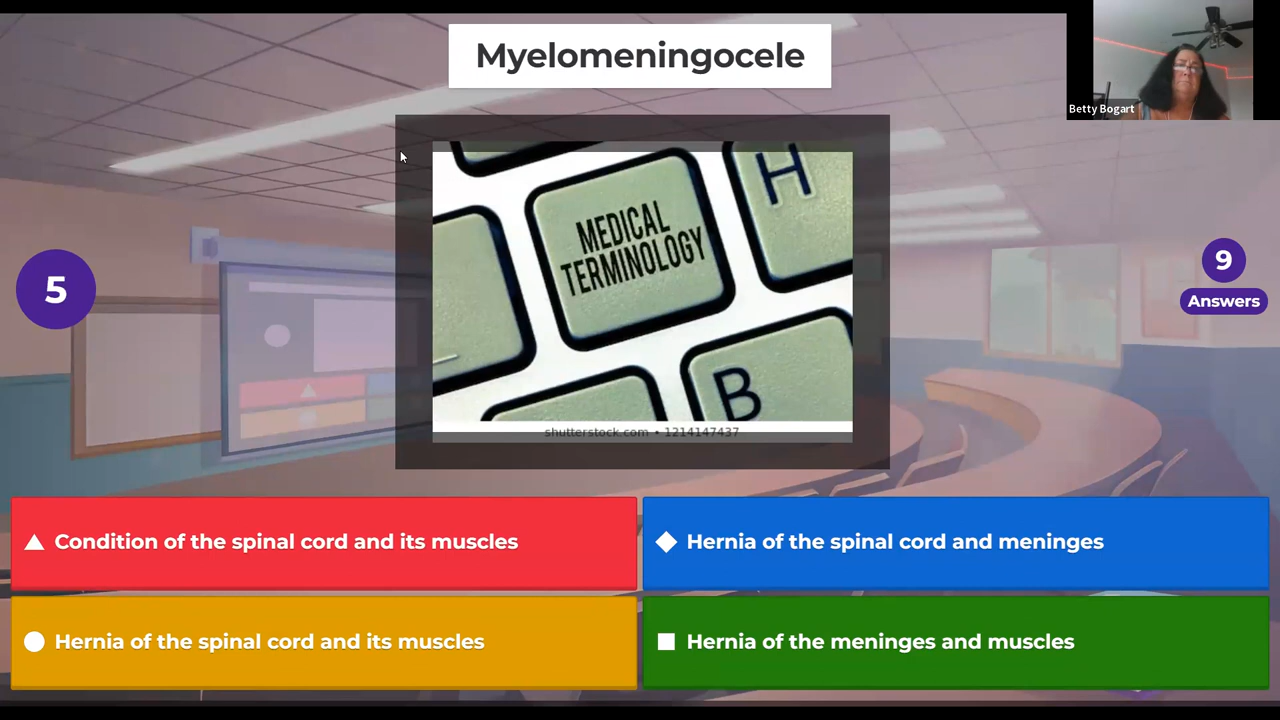 Myelomeningocele
Betty Bogart
H
MEDICAL
TERMINOLOGY
B
shutterstock.com • 1214147437
5
9
Answers
Condition of the spinal cord and its muscles
Hernia of the spinal cord and meninges
Hernia of the spinal cord and its muscles
Hernia of the meninges and muscles